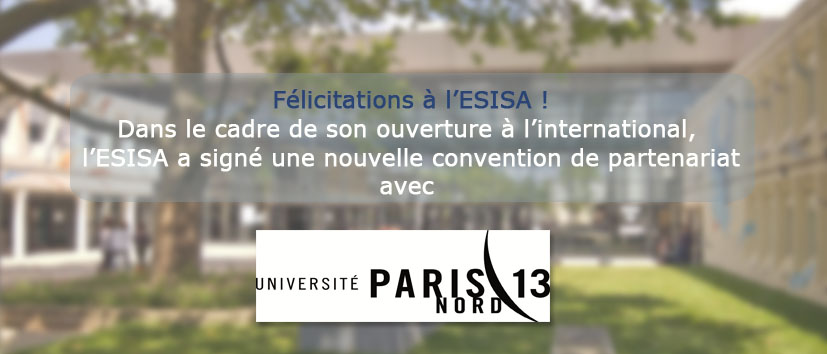 Félicitations à l’ESISA !
Dans le cadre de son ouverture à l’international,
l’ESISA a signé une nouvelle convention de partenariat
avec
UNIVERSITÉ PARIS 13
NORD